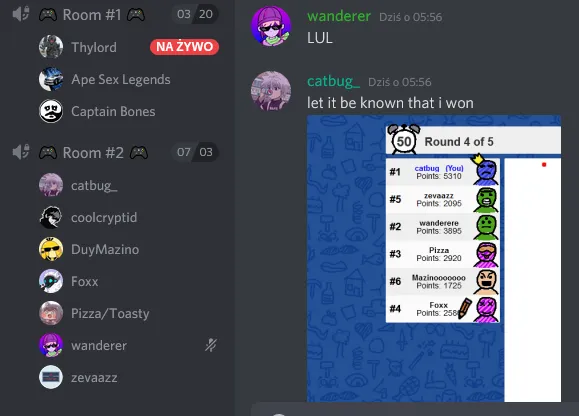 Room #1
03 20
Thylord
NA ŻYWO
Ape Sex Legends
Captain Bones
Room #2
07 03
catbug_
coolcryptid
DuyMazino
Foxx
Pizza/Toasty
wanderer
zevaazz
wanderer Dziś o 05:56
LUL
catbug_ Dziś o 05:56
let it be known that i won
50
Round 4 of 5
#1
catbug (You)
Points: 5310
#5
zevaazz
Points: 2095
#2
wanderere
Points: 3895
#3
Pizza
Points: 2920
#6
Mazinooooooo
Points: 1725
#4
Foxx
Points: 258